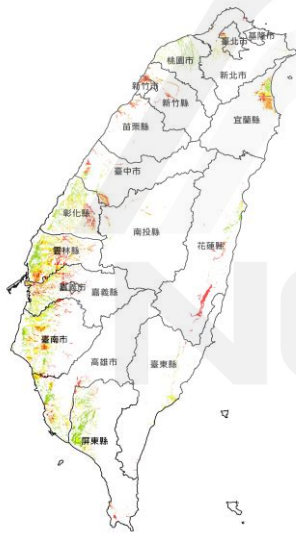 基隆市
臺北市
桃園市
新北市
新竹市
新竹縣
宜蘭縣
苗栗縣
臺中市
彰化縣
南投縣
花蓮縣
雲林縣
嘉義市
嘉義縣
臺南市
高雄市
臺東縣
屏東縣